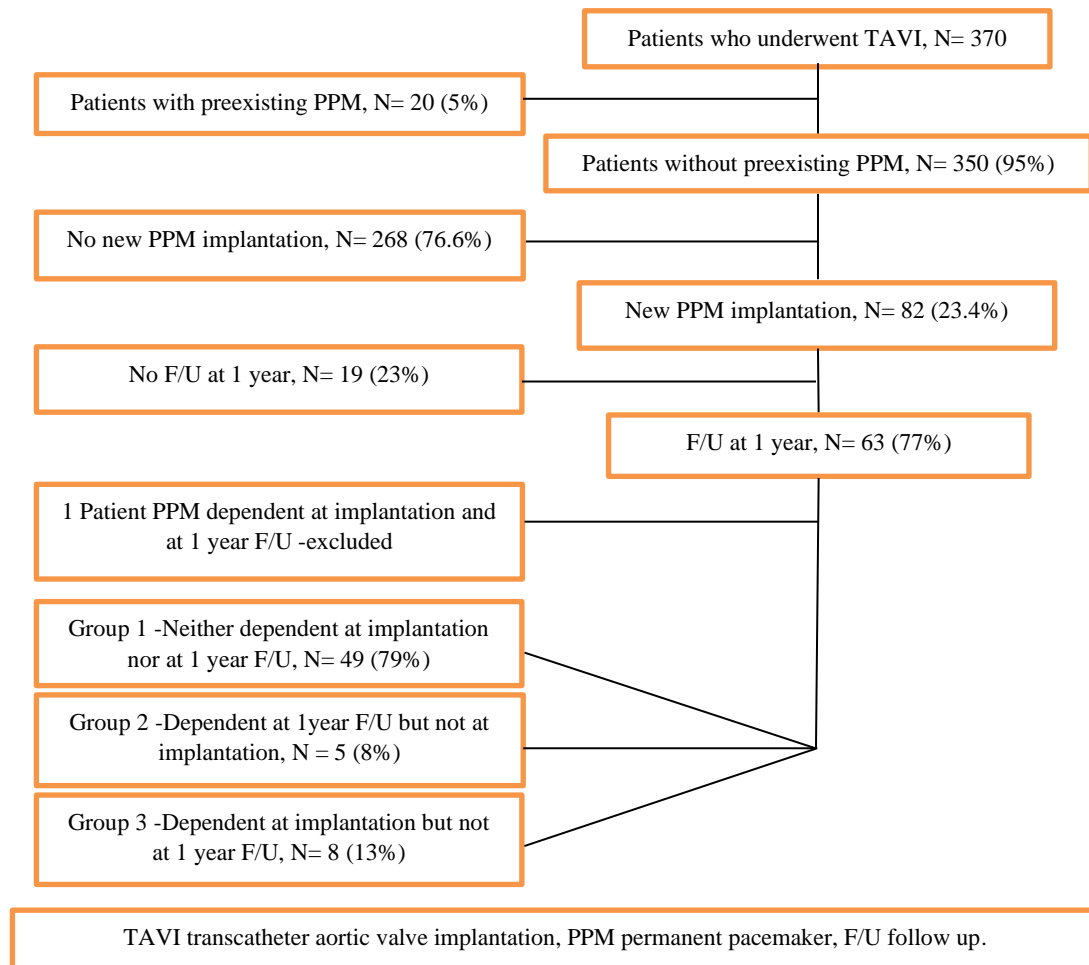 Patients who underwent TAVI, N= 370
Patients with preexisting PPM, N= 20 (5%)
Patients without preexisting PPM, N= 350 (95%)
No new PPM implantation, N= 268 (76.6%)
New PPM implantation, N= 82 (23.4%)
No F/U at 1 year, N= 19 (23%)
F/U at 1 year, N= 63 (77%)
1 Patient PPM dependent at implantation and
at 1 year F/U -excluded
Group 1 -Neither dependent at implantation
nor at 1 year F/U, N= 49 (79%)
Group 2 -Dependent at 1year F/U but not at
implantation, N = 5 (8%)
Group 3 -Dependent at implantation but not
at 1 year F/U, N= 8 (13%)
TAVI transcatheter aortic valve implantation, PPM permanent pacemaker, F/U follow up.